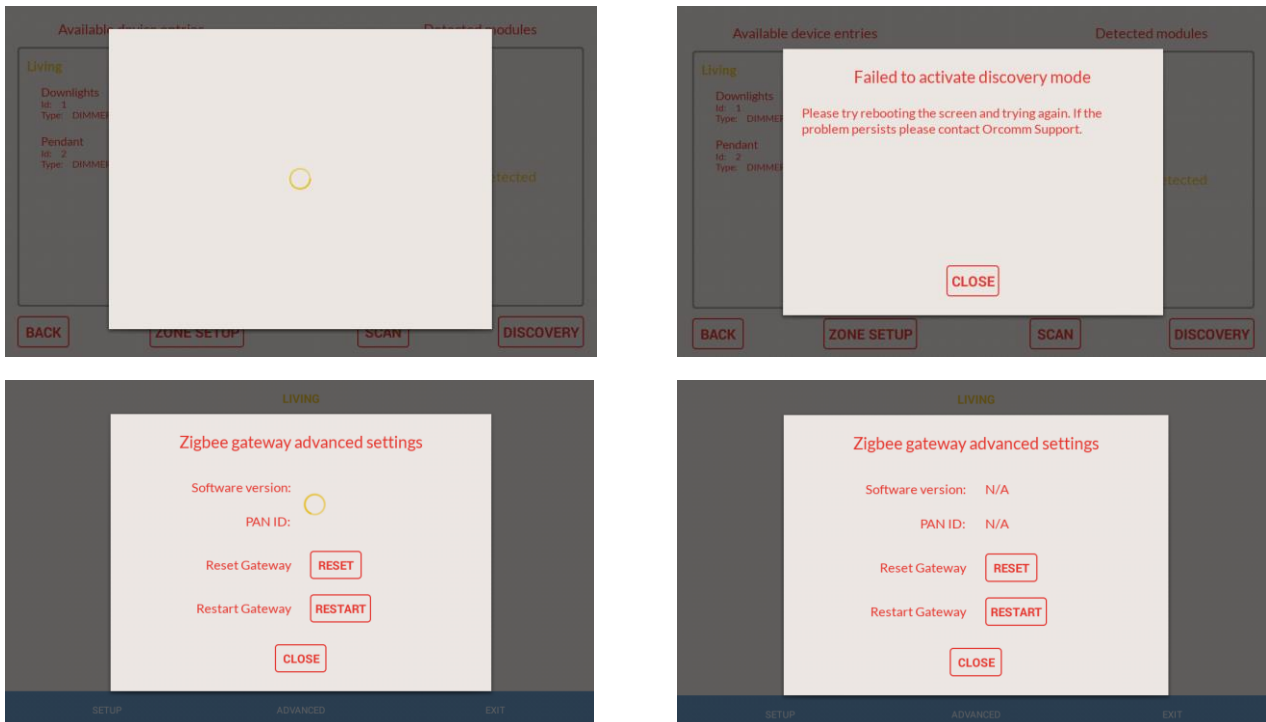 Available device entries
Detected modules
Living
Downlights
Id: 1
Type: DIMMER
Pendant
Id: 2
Type: DIMMER
etected
BACK
ZONE SETUP
SCAN
DISCOVERY
Available device entries
Detected modules
Living
Failed to activate discovery mode
Downlights
Id: 1
Type: DIMMER
Please try rebooting the screen and trying again. If the
problem persists please contact Orcomm Support.
Pendant
Id: 2
Type: DIMMER
etected
CLOSE
BACK
ZONE SETUP
SCAN
DISCOVERY
LIVING
Zigbee gateway advanced settings
Software version:
PAN ID:
Reset Gateway RESET
Restart Gateway RESTART
CLOSE
SETUP
ADVANCED
EXIT
LIVING
Zigbee gateway advanced settings
Software version: N/A
PAN ID: N/A
Reset Gateway RESET
Restart Gateway RESTART
CLOSE
SETUP
ADVANCED
EXIT